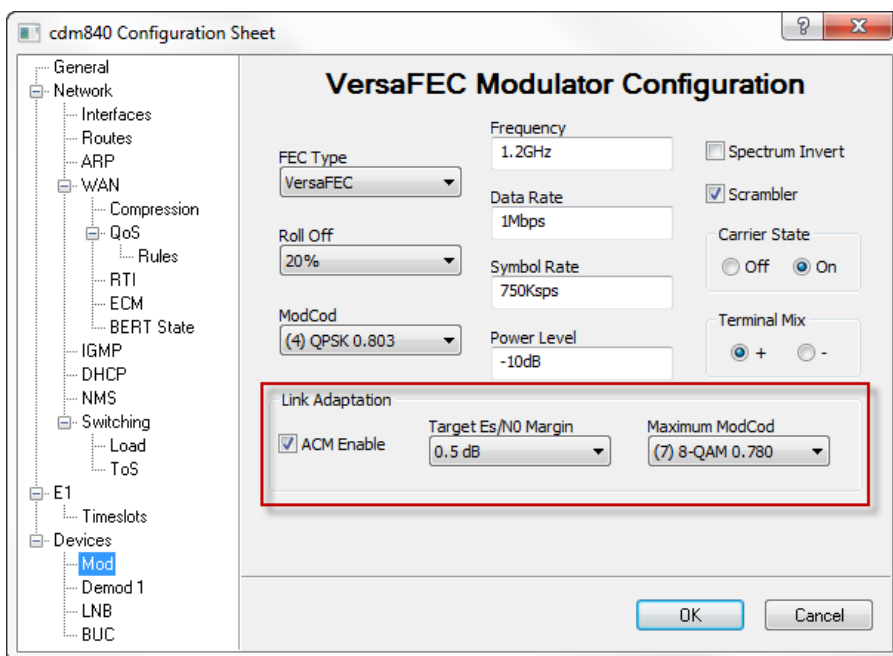 cdm840 Configuration Sheet
General
Network
Interfaces
Routes
ARP
WAN
Compression
QoS
Rules
RTI
ECM
BERT State
IGMP
DHCP
NMS
Switching
Load
ToS
E1
Timeslots
Devices
Mod
Demod 1
LNB
BUC
VersaFEC Modulator Configuration
FEC Type
VersaFEC
Roll Off
20%
ModCod
(4) QPSK 0.803
Frequency
1.2GHz
Data Rate
1Mbps
Symbol Rate
750Ksps
Power Level
-10dB
Spectrum Invert
Scrambler
Carrier State
Off On
Terminal Mix
+ -
Link Adaptation
ACM Enable
Target Es/N0 Margin
0.5 dB
Maximum ModCod
(7) 8-QAM 0.780
OK Cancel